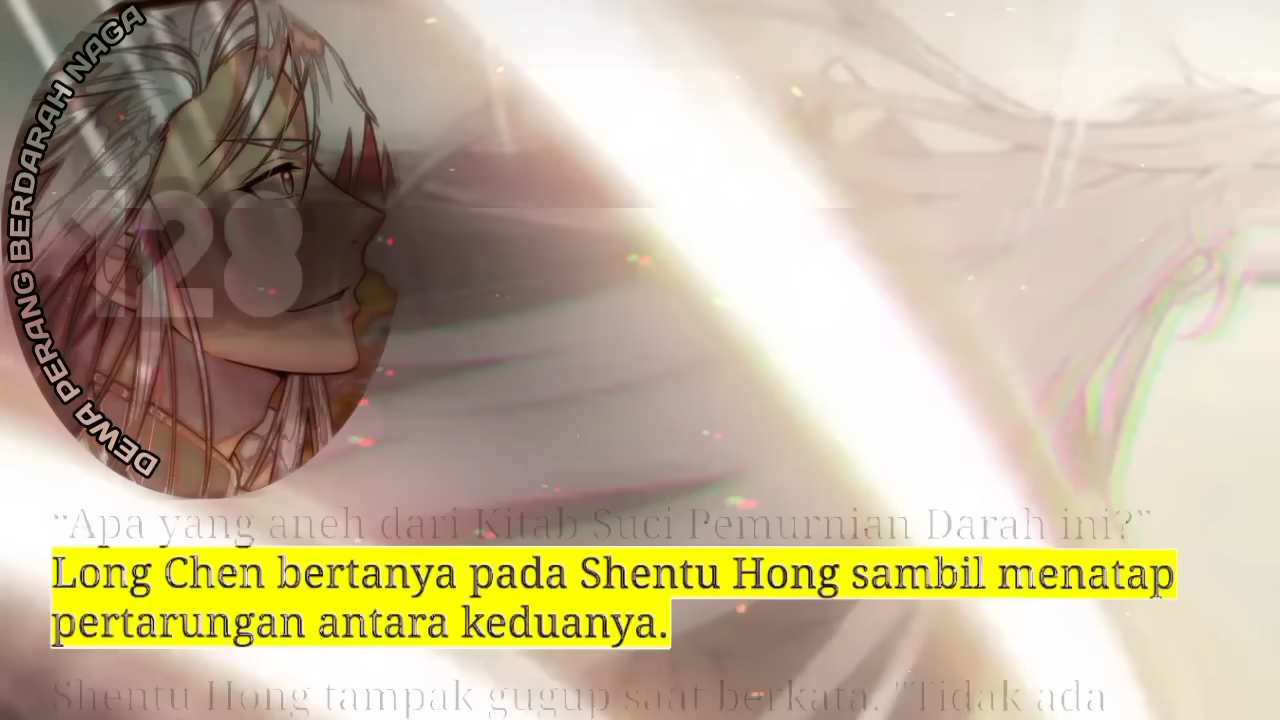 DEWA PERANG BERDARAH NAGA
128
“Apa yang aneh dari Kitab Suci Pemurnian Darah ini?”
Long Chen bertanya pada Shentu Hong sambil menatap
pertarungan antara keduanya.
Shentu Hong tampak gugup saat berkata. "Tidak ada